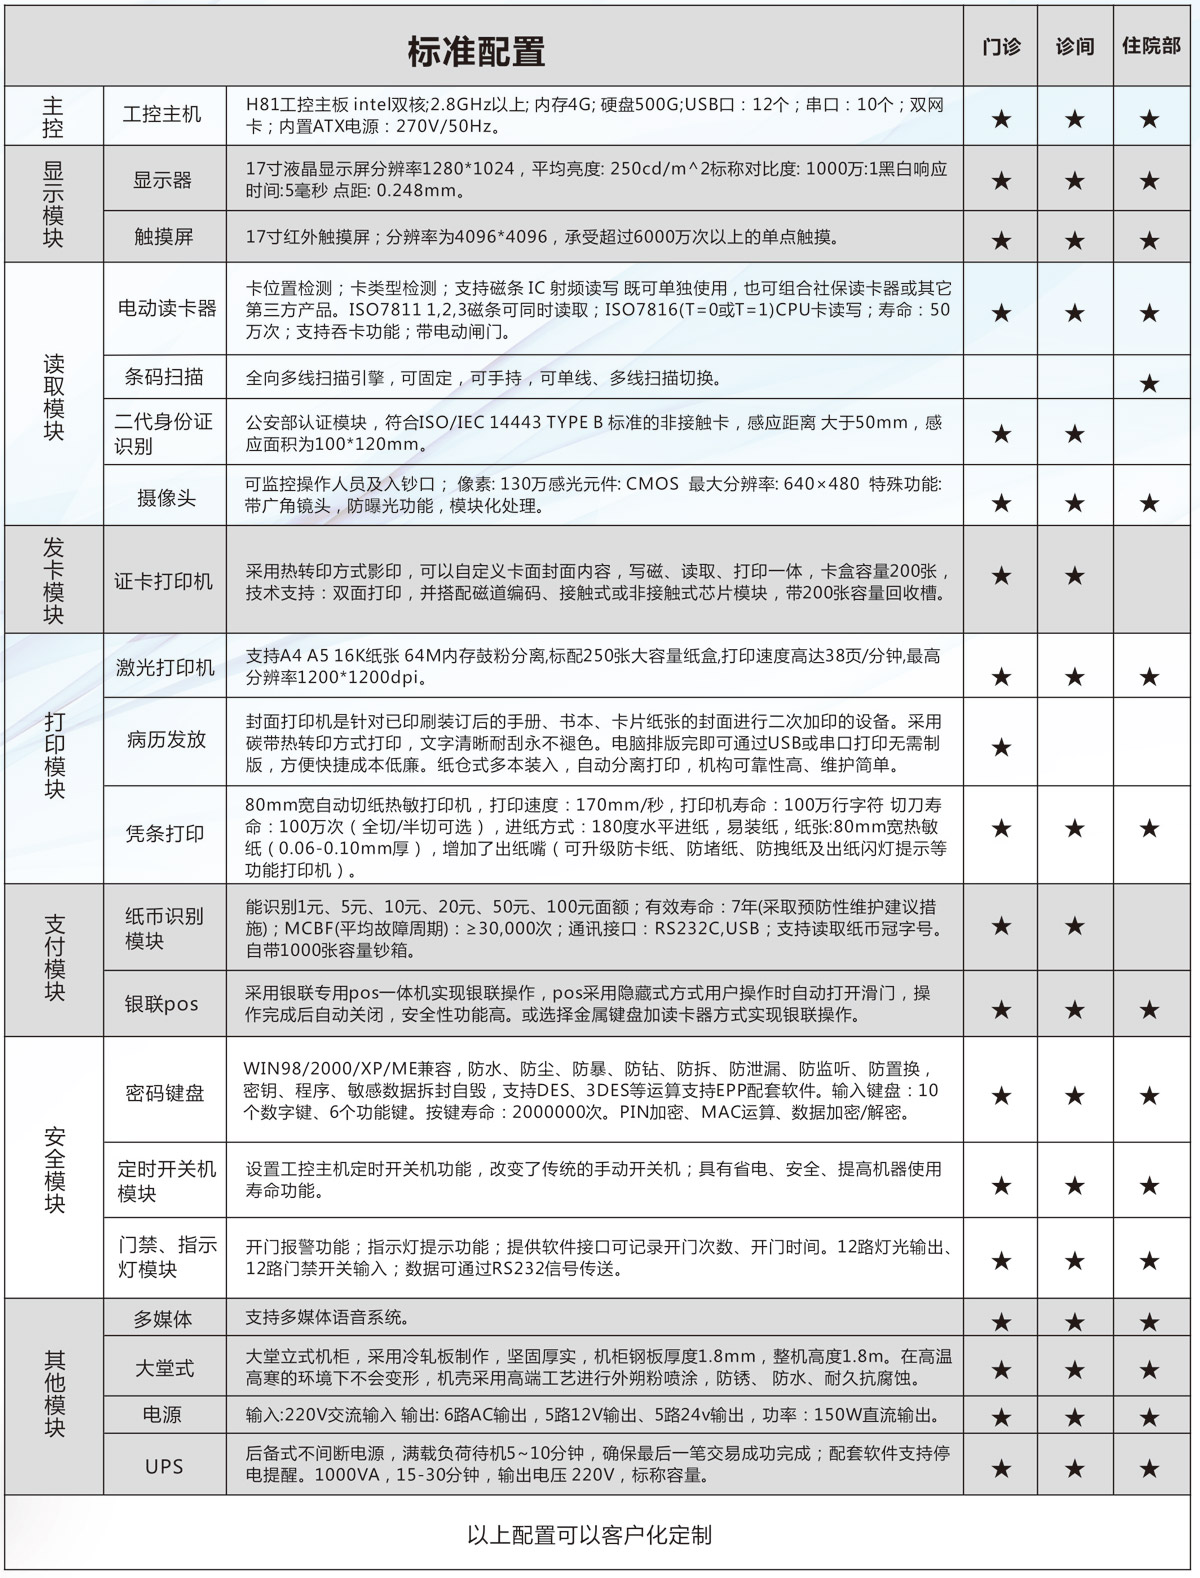 标准配置 门诊 诊间 住院部
主控
工控主机
H81工控主板 intel双核;2.8GHz以上; 内存4G; 硬盘500G;USB口：12个；串口：10个；双网
卡；内置ATX电源：270V/50Hz。
★ ★ ★
显示模块
显示器
17寸液晶显示屏分辨率1280*1024，平均亮度: 250cd/m^2标称对比度: 1000万:1黑白响应
时间:5毫秒 点距: 0.248mm。
★ ★ ★
触摸屏
17寸红外触摸屏；分辨率为4096*4096，承受超过6000万次以上的单点触摸。
★ ★ ★
读取模块
电动读卡器
卡位置检测；卡类型检测；支持磁条 IC 射频读写 既可单独使用，也可组合社保读卡器或其它
第三方产品。ISO7811 1,2,3磁条可同时读取；ISO7816(T=0或T=1)CPU卡读写；寿命：50
万次；支持吞卡功能；带电动闸门。
★ ★ ★
条码扫描
全向多线扫描引擎，可固定，可手持，可单线、多线扫描切换。
★
二代身份证
识别
公安部认证模块，符合ISO/IEC 14443 TYPE B 标准的非接触卡，感应距离 大于50mm，感
应面积为100*120mm。
★ ★
摄像头
可监控操作人员及入钞口； 像素: 130万感光元件: CMOS 最大分辨率: 640×480 特殊功能:
带广角镜头，防曝光功能，模块化处理。
★ ★ ★
发卡模块
证卡打印机
采用热转印方式影印，可以自定义卡面封面内容，写磁、读取、打印一体，卡盒容量200张，
技术支持：双面打印，并搭配磁道编码、接触式或非接触式芯片模块，带200张容量回收槽。
★ ★
打印模块
激光打印机
支持A4 A5 16K纸张 64M内存鼓粉分离,标配250张大容量纸盒,打印速度高达38页/分钟,最高
分辨率1200*1200dpi。
★ ★ ★
病历发放
封面打印机是针对已印刷装订后的手册、书本、卡片纸张的封面进行二次加印的设备。采用
碳带热转印方式打印，文字清晰耐刮永不褪色。电脑排版完即可通过USB或串口打印无需制
版，方便快捷成本低廉。纸仓式多本装入，自动分离打印，机构可靠性高、维护简单。
★
凭条打印
80mm宽自动切纸热敏打印机，打印速度：170mm/秒，打印机寿命：100万行字符 切刀寿
命：100万次（全切/半切可选），进纸方式：180度水平进纸，易装纸，纸张:80mm宽热敏
纸（0.06-0.10mm厚），增加了出纸嘴（可升级防卡纸、防堵纸、防拽纸及出纸闪灯提示等
功能打印机）。
★ ★ ★
支付模块
纸币识别
模块
能识别1元、5元、10元、20元、50元、100元面额；有效寿命：7年(采取预防性维护建议措
施)；MCBF(平均故障周期)：≥30,000次；通讯接口：RS232C,USB；支持读取纸币冠字号。
自带1000张容量钞箱。
★ ★
银联pos
采用银联专用pos一体机实现银联操作，pos采用隐藏式方式用户操作时自动打开滑门，操
作完成后自动关闭，安全性功能高。或选择金属键盘加读卡器方式实现银联操作。
★ ★ ★
安全模块
密码键盘
WIN98/2000/XP/ME兼容，防水、防尘、防暴、防钻、防拆、防泄漏、防监听、防置换，
密钥、程序、敏感数据拆封自毁，支持DES、3DES等运算支持EPP配套软件。输入键盘：10
个数字键、6个功能键。按键寿命：2000000次。PIN加密、MAC运算、数据加密/解密。
★ ★ ★
定时开关机
模块
设置工控主机定时开关机功能，改变了传统的手动开关机；具有省电、安全、提高机器使用
寿命功能。
★ ★ ★
门禁、指示
灯模块
开门报警功能；指示灯提示功能；提供软件接口可记录开门次数、开门时间。12路灯光输出、
12路门禁开关输入；数据可通过RS232信号传送。
★ ★ ★
其他模块
多媒体
支持多媒体语音系统。
★ ★ ★
大堂式
大堂立式机柜，采用冷轧板制作，坚固厚实，机柜钢板厚度1.8mm，整机高度1.8m。在高温
高寒的环境下不会变形，机壳采用高端工艺进行外朔粉喷涂，防锈、 防水、耐久抗腐蚀。
★ ★ ★
电源
输入:220V交流输入 输出: 6路AC输出，5路12V输出、5路24v输出，功率：150W直流输出。
★ ★ ★
UPS
后备式不间断电源，满载负荷待机5~10分钟，确保最后一笔交易成功完成；配套软件支持停
电提醒。1000VA，15-30分钟，输出电压 220V，标称容量。
★ ★ ★
以上配置可以客户化定制